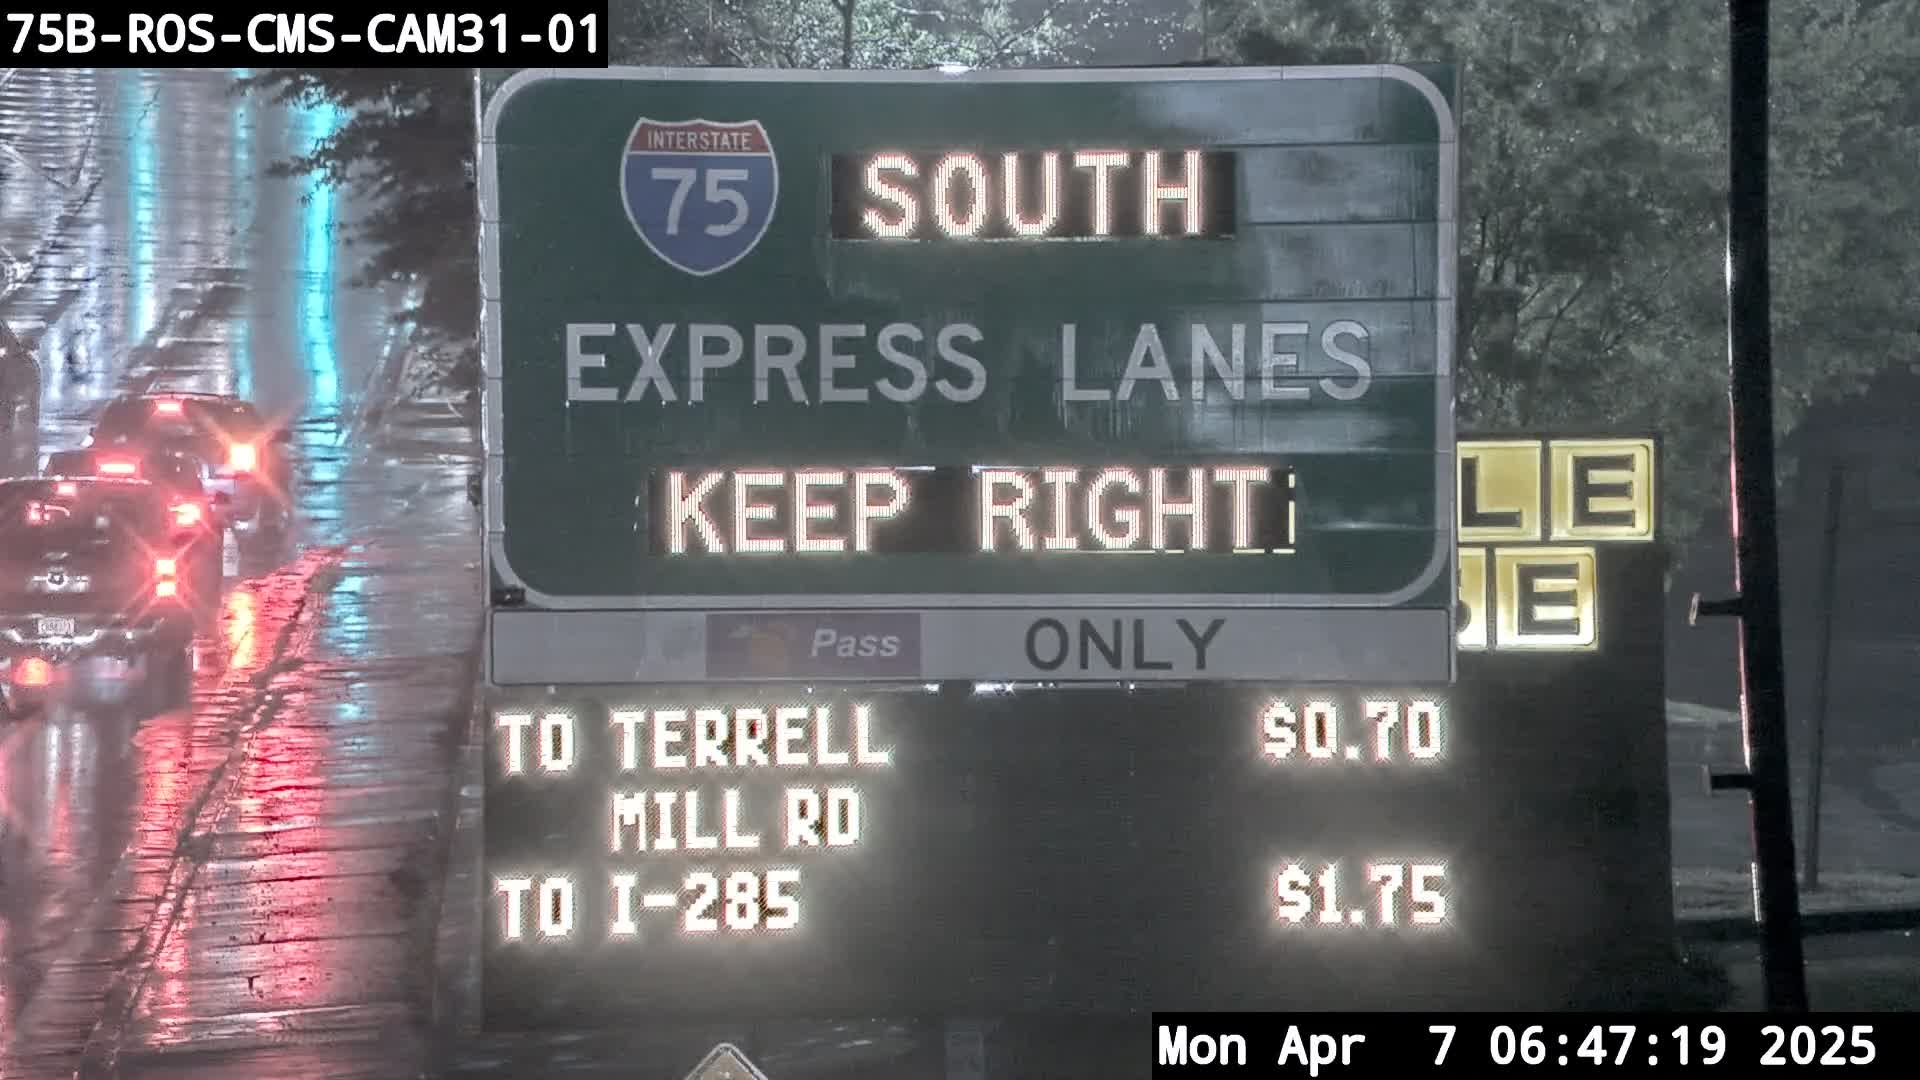 75B-ROS-CMS-CAM31-01
INTERSTATE
75
SOUTH
EXPRESS LANES
KEEP RIGHT
Pass ONLY
TO TERRELL $0.70
MILL RD
TO I-285 $1.75
LE
E
Mon Apr 7 06:47:19 2025